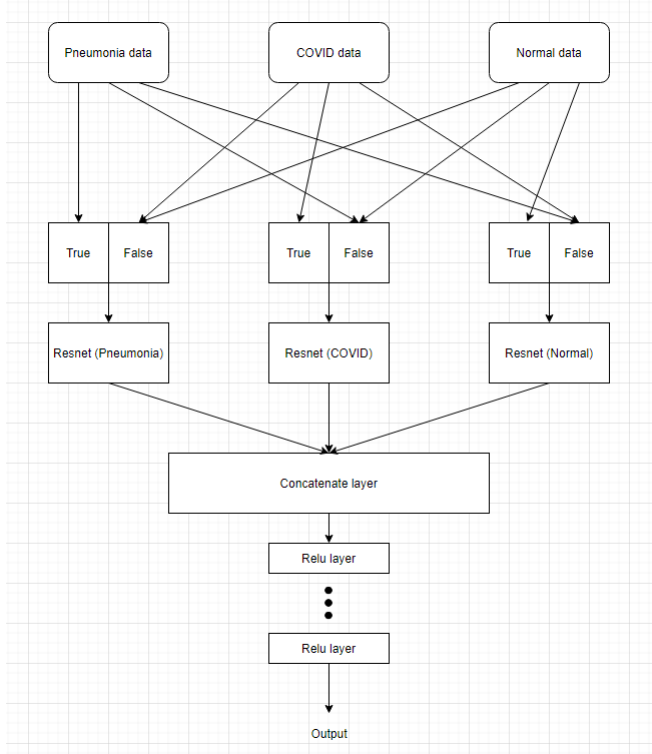 Pneumonia data
COVID data
Normal data
True
False
True
False
True
False
Resnet (Pneumonia)
Resnet (COVID)
Resnet (Normal)
Concatenate layer
Relu layer
Relu layer
Output